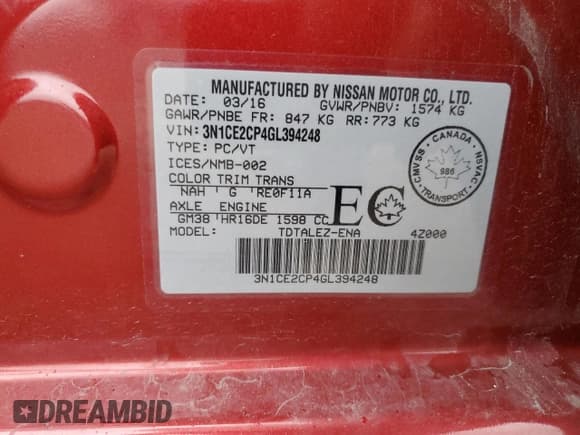 MANUFACTURED BY NISSAN MOTOR CO., LTD.
DATE: 03/16 GVWR/PNBV: 1574 KG
GAWR/PNBE FR: 847 KG RR: 773 KG
VIN: 3N1CE2CP4GL394248
TYPE: PC/VT
ICES/NMB-002
COLOR TRIM TRANS
NAH ' G 'RE0F11A
AXLE ENGINE
GM38 'HR16DE 1598 CC
MODEL: TDTALEZ-ENA 4Z000
EC
CMVSS - CANADA - NSVAC
986
TRANSPORT
3N1CE2CP4GL394248
DREAMBID